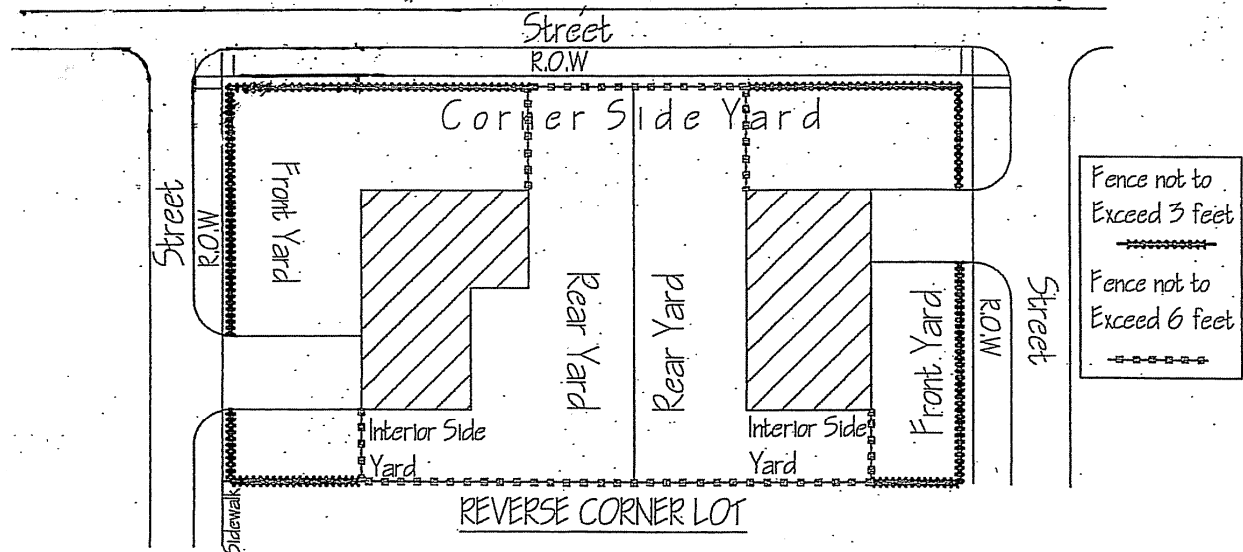 Street
R.O.W
Corner Side Yard
Street
R.O.W
Front Yard
Rear Yard
Rear Yard
Front Yard
R.O.W
Street
Interior Side
Yard
Interior Side
Yard
Sidewalk
REVERSE CORNER LOT
Fence not to
Exceed 3 feet
Fence not to
Exceed 6 feet